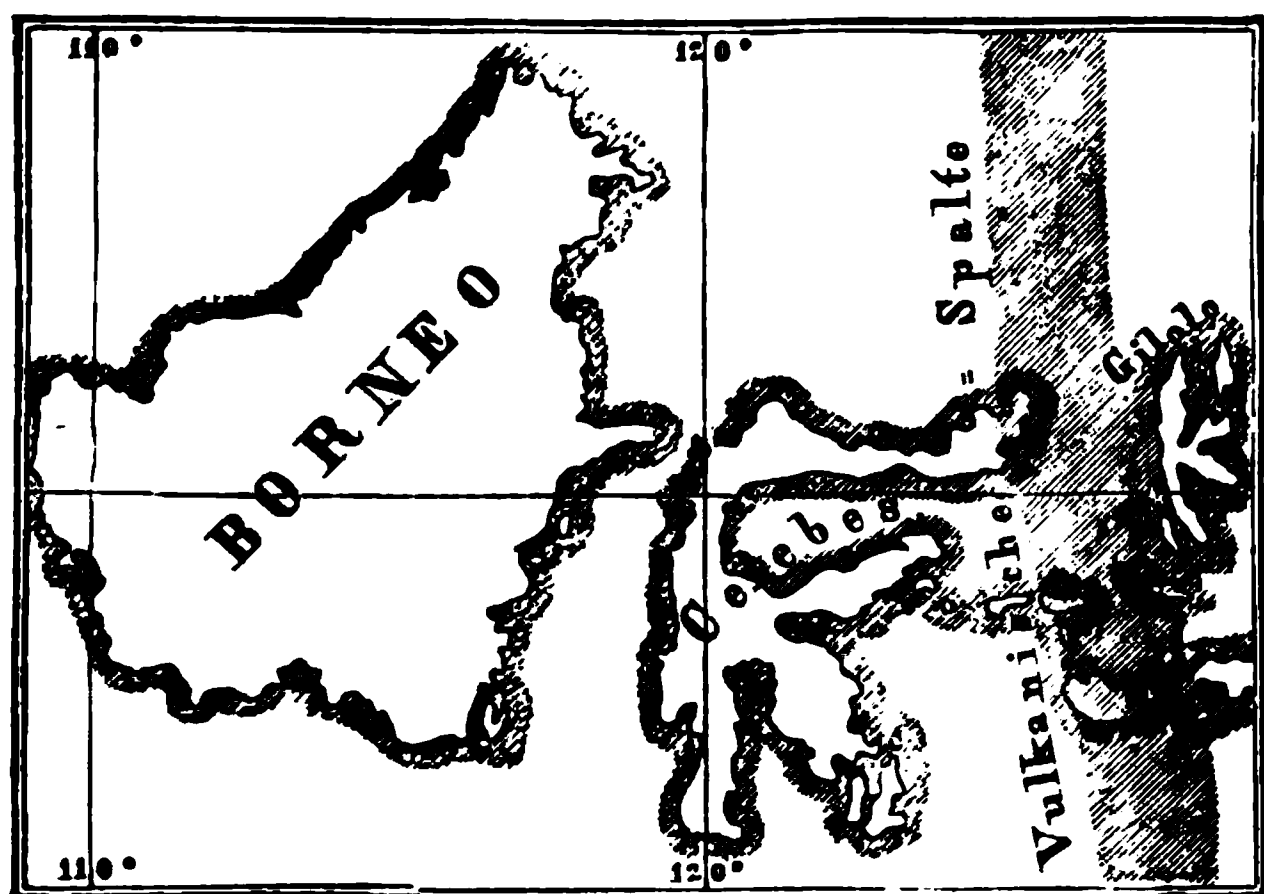 110°
120°
BORNEO
Celebes
Gilolo
Vulkanische = Spalte
110°
120°